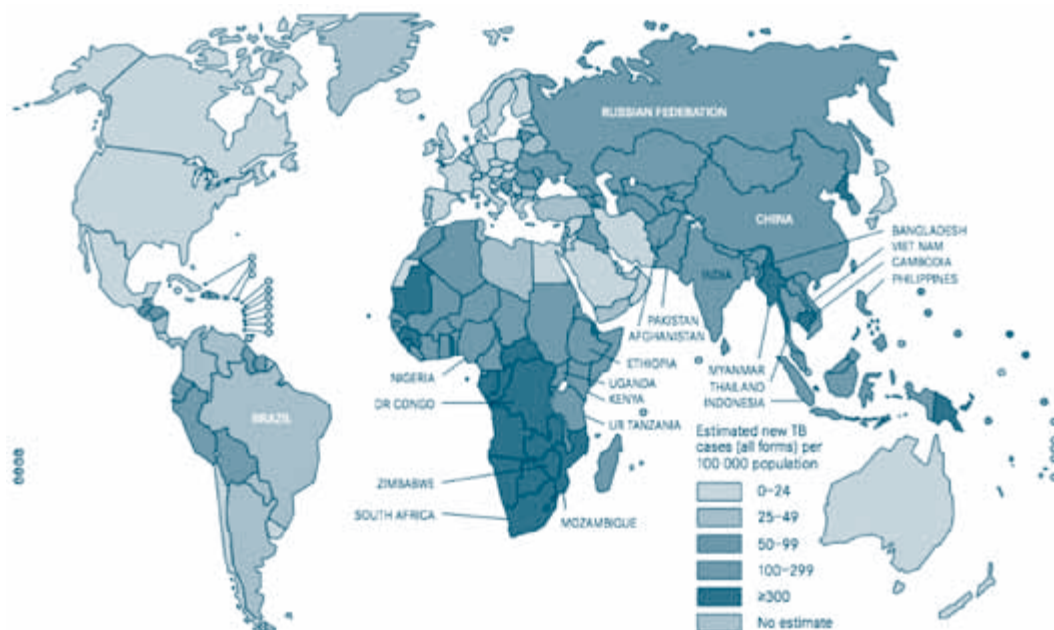 RUSSIAN FEDERATION
CHINA
BANGLADESH
VIET NAM
CAMBODIA
PHILIPPINES
INDIA
PAKISTAN
AFGHANISTAN
ETHIOPIA
NIGERIA
UGANDA
KENYA
DR CONGO
UR TANZANIA
MYANMAR
THAILAND
INDONESIA
BRAZIL
ZIMBABWE
SOUTH AFRICA
MOZAMBIQUE
Estimated new TB
cases (all forms) per
100 000 population
0–24
25–49
50–99
100–299
≥300
No estimate